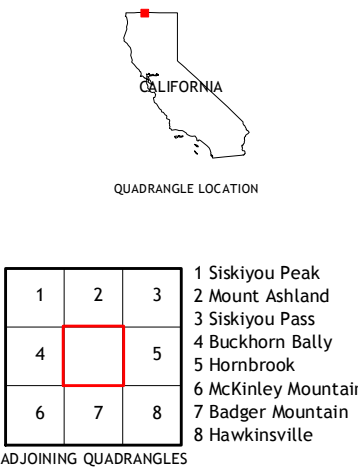 CALIFORNIA
QUADRANGLE LOCATION
1 2 3
4 5
6 7 8
1 Siskiyou Peak
2 Mount Ashland
3 Siskiyou Pass
4 Buckhorn Bally
5 Hornbrook
6 McKinley Mountain
7 Badger Mountain
8 Hawkinsville
ADJOINING QUADRANGLES